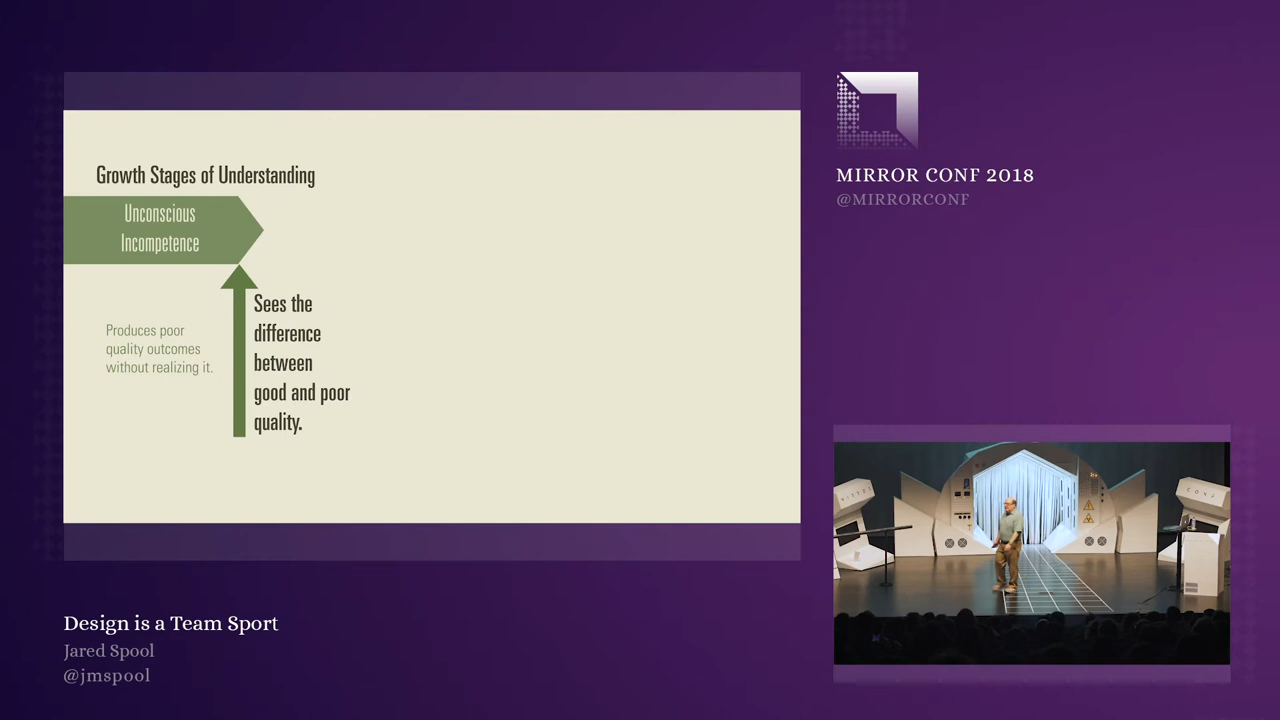 Growth Stages of Understanding
Unconscious
Incompetence
Produces poor
quality outcomes
without realizing it.
Sees the
difference
between
good and poor
quality.
MIRROR CONF 2018
@MIRRORCONF
CONF
Design is a Team Sport
Jared Spool
@jmspool